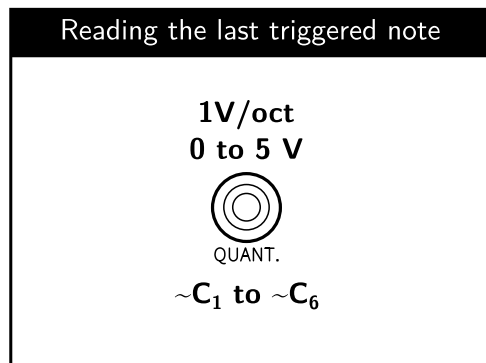 Reading the last triggered note
1V/oct
0 to 5 V
QUANT.
~C₁ to ~C₆